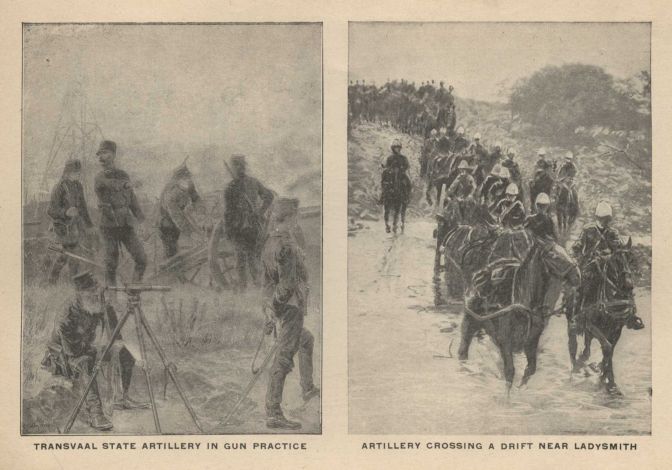 TRANSVAAL STATE ARTILLERY IN GUN PRACTICE
ARTILLERY CROSSING A DRIFT NEAR LADYSMITH